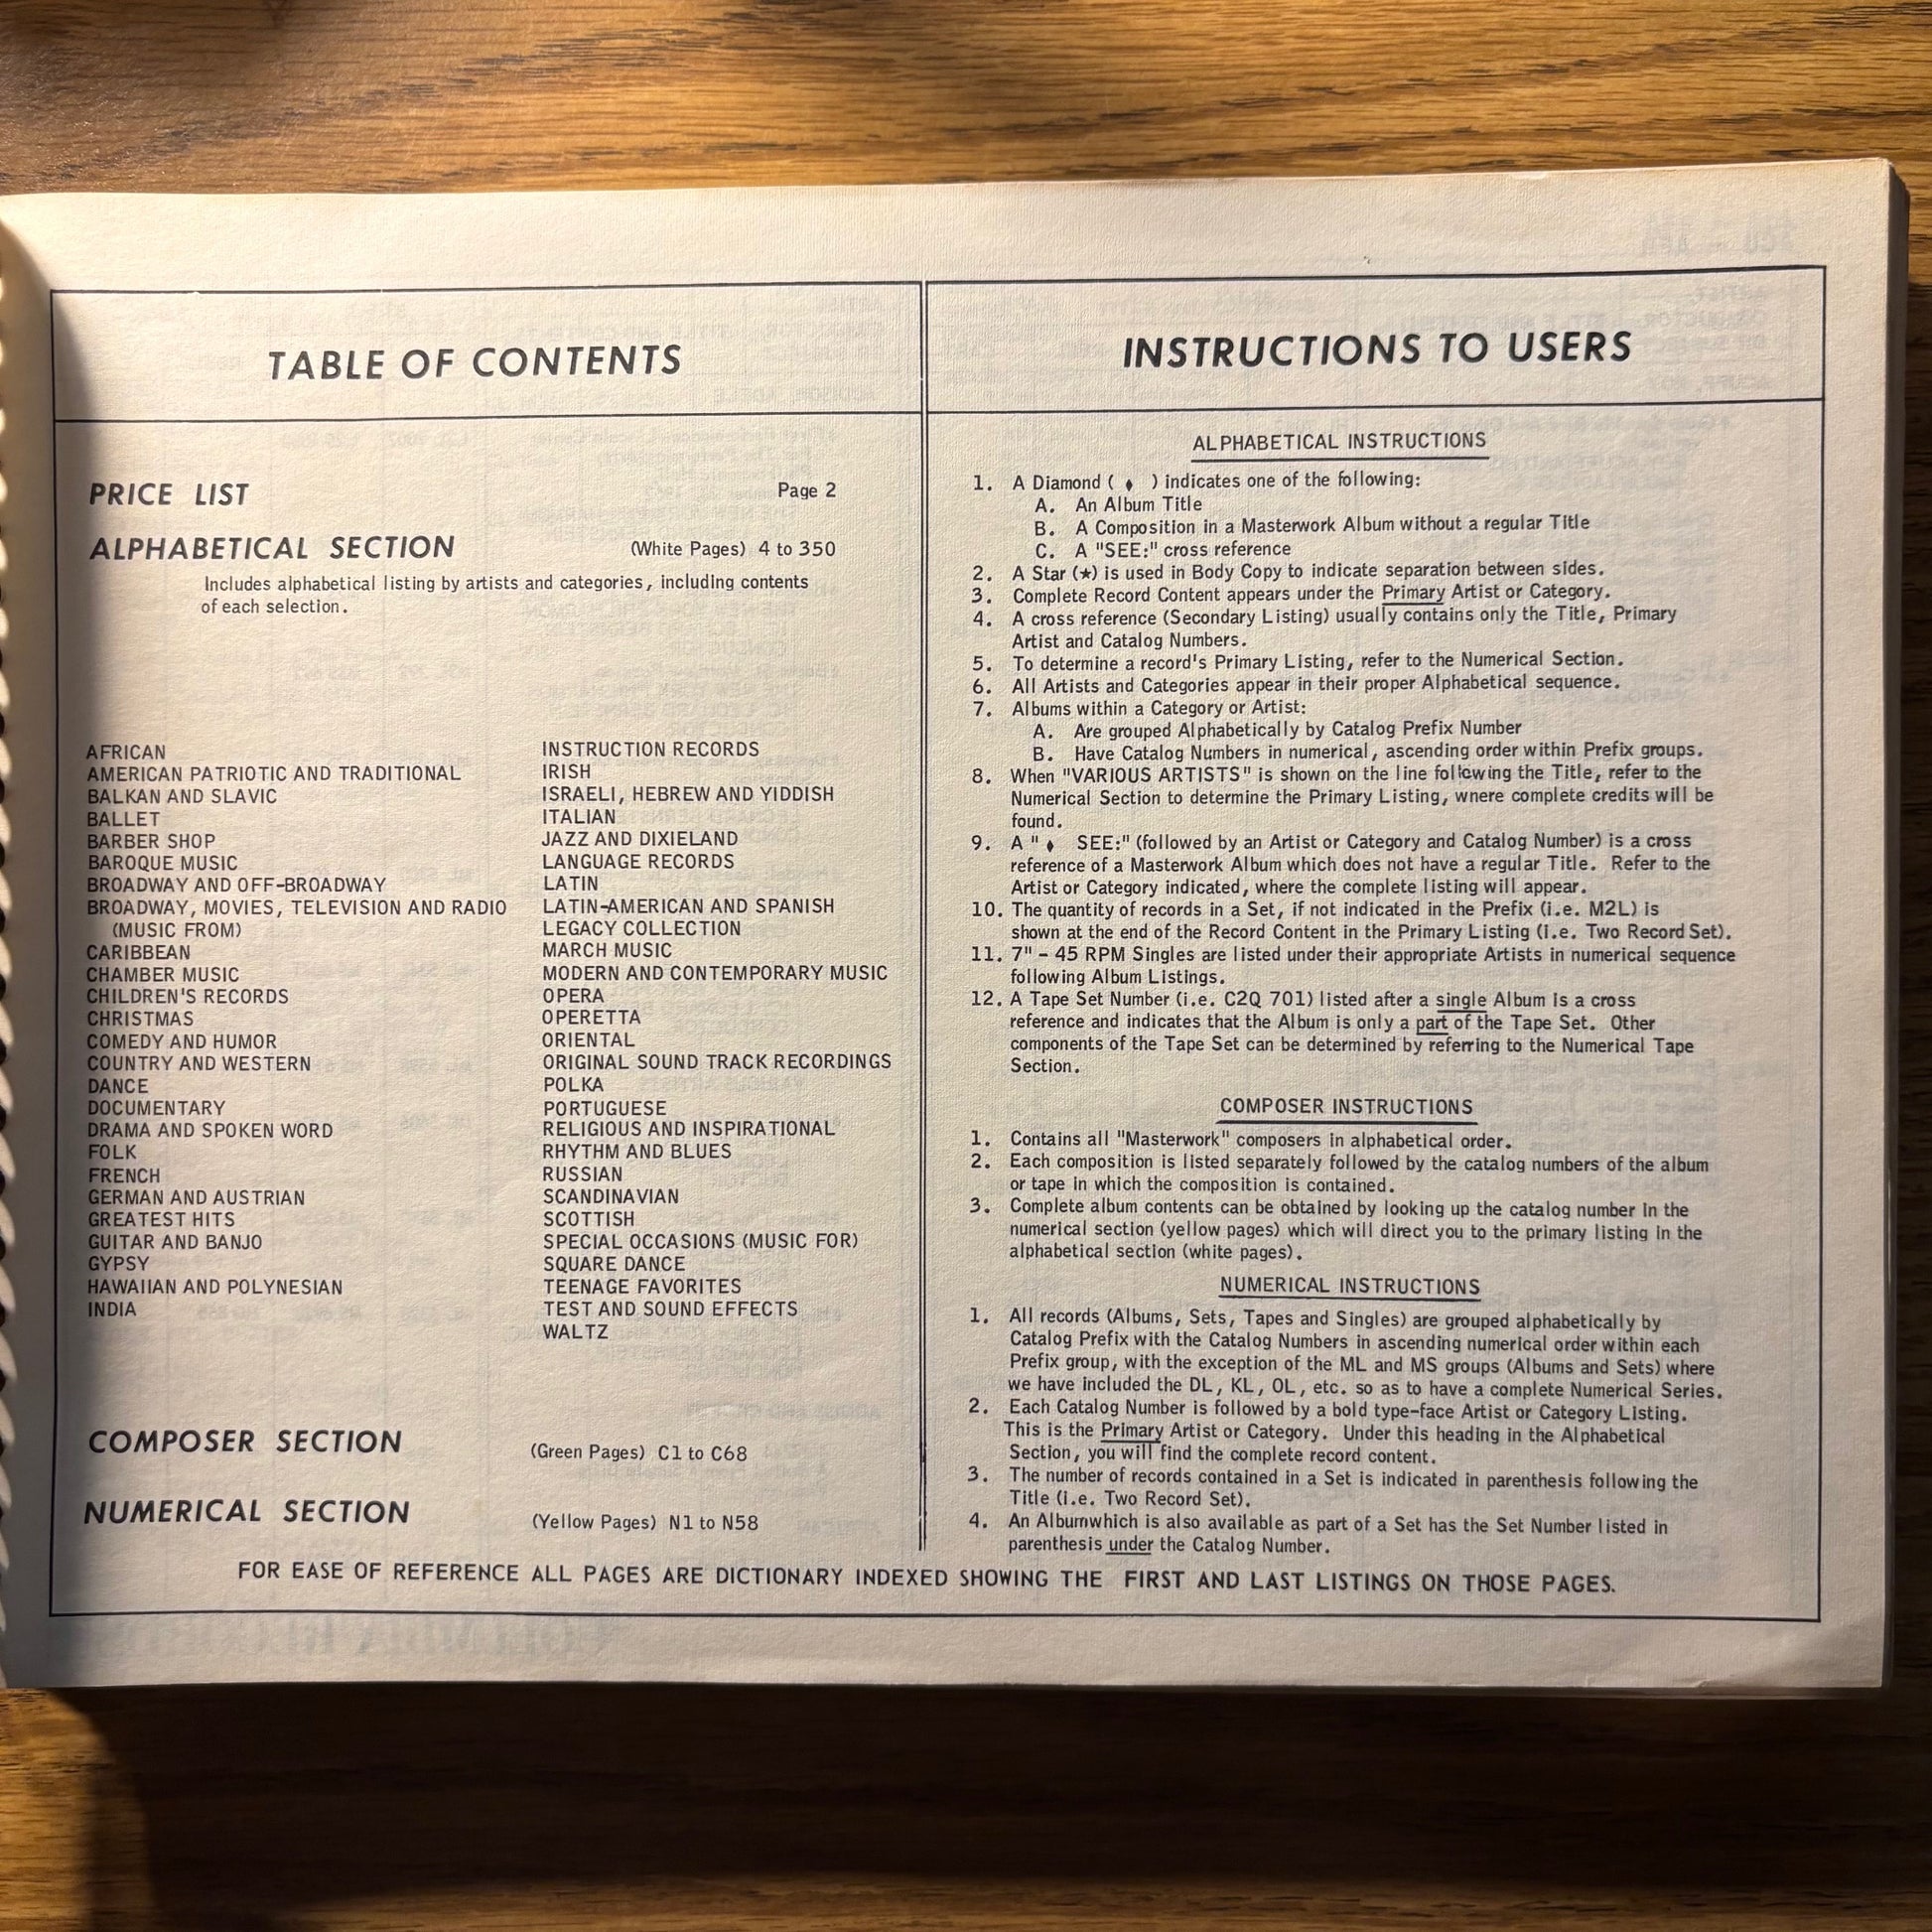 TABLE OF CONTENTS
PRICE LIST Page 2
ALPHABETICAL SECTION (White Pages) 4 to 350
Includes alphabetical listing by artists and categories, including contents
of each selection.
AFRICAN
AMERICAN PATRIOTIC AND TRADITIONAL
BALKAN AND SLAVIC
BALLET
BARBER SHOP
BAROQUE MUSIC
BROADWAY AND OFF-BROADWAY
BROADWAY, MOVIES, TELEVISION AND RADIO
(MUSIC FROM)
CARIBBEAN
CHAMBER MUSIC
CHILDREN'S RECORDS
CHRISTMAS
COMEDY AND HUMOR
COUNTRY AND WESTERN
DANCE
DOCUMENTARY
DRAMA AND SPOKEN WORD
FOLK
FRENCH
GERMAN AND AUSTRIAN
GREATEST HITS
GUITAR AND BANJO
GYPSY
HAWAIIAN AND POLYNESIAN
INDIA
INSTRUCTION RECORDS
IRISH
ISRAELI, HEBREW AND YIDDISH
ITALIAN
JAZZ AND DIXIELAND
LANGUAGE RECORDS
LATIN
LATIN-AMERICAN AND SPANISH
LEGACY COLLECTION
MARCH MUSIC
MODERN AND CONTEMPORARY MUSIC
OPERA
OPERETTA
ORIENTAL
ORIGINAL SOUND TRACK RECORDINGS
POLKA
PORTUGUESE
RELIGIOUS AND INSPIRATIONAL
RHYTHM AND BLUES
RUSSIAN
SCANDINAVIAN
SCOTTISH
SPECIAL OCCASIONS (MUSIC FOR)
SQUARE DANCE
TEENAGE FAVORITES
TEST AND SOUND EFFECTS
WALTZ
COMPOSER SECTION (Green Pages) C1 to C68
NUMERICAL SECTION (Yellow Pages) N1 to N58
INSTRUCTIONS TO USERS
ALPHABETICAL INSTRUCTIONS
1. A Diamond ( ♦ ) indicates one of the following:
A. An Album Title
B. A Composition in a Masterwork Album without a regular Title
C. A "SEE:" cross reference
2. A Star (★) is used in Body Copy to indicate separation between sides.
3. Complete Record Content appears under the Primary Artist or Category.
4. A cross reference (Secondary Listing) usually contains only the Title, Primary
Artist and Catalog Numbers.
5. To determine a record's Primary Listing, refer to the Numerical Section.
6. All Artists and Categories appear in their proper Alphabetical sequence.
7. Albums within a Category or Artist:
A. Are grouped Alphabetically by Catalog Prefix Number
B. Have Catalog Numbers in numerical, ascending order within Prefix groups.
8. When "VARIOUS ARTISTS" is shown on the line following the Title, refer to the
Numerical Section to determine the Primary Listing, wnere complete credits will be
found.
9. A " ♦ SEE:" (followed by an Artist or Category and Catalog Number) is a cross
reference of a Masterwork Album which does not have a regular Title. Refer to the
Artist or Category indicated, where the complete listing will appear.
10. The quantity of records in a Set, if not indicated in the Prefix (i.e. M2L) is
shown at the end of the Record Content in the Primary Listing (i.e. Two Record Set).
11. 7" - 45 RPM Singles are listed under their appropriate Artists in numerical sequence
following Album Listings.
12. A Tape Set Number (i.e. C2Q 701) listed after a single Album is a cross
reference and indicates that the Album is only a part of the Tape Set. Other
components of the Tape Set can be determined by referring to the Numerical Tape
Section.
COMPOSER INSTRUCTIONS
1. Contains all "Masterwork" composers in alphabetical order.
2. Each composition is listed separately followed by the catalog numbers of the album
or tape in which the composition is contained.
3. Complete album contents can be obtained by looking up the catalog number in the
numerical section (yellow pages) which will direct you to the primary listing in the
alphabetical section (white pages).
NUMERICAL INSTRUCTIONS
1. All records (Albums, Sets, Tapes and Singles) are grouped alphabetically by
Catalog Prefix with the Catalog Numbers in ascending numerical order within each
Prefix group, with the exception of the ML and MS groups (Albums and Sets) where
we have included the DL, KL, OL, etc. so as to have a complete Numerical Series.
2. Each Catalog Number is followed by a bold type-face Artist or Category Listing.
This is the Primary Artist or Category. Under this heading in the Alphabetical
Section, you will find the complete record content.
3. The number of records contained in a Set is indicated in parenthesis following the
Title (i.e. Two Record Set).
4. An Album which is also available as part of a Set has the Set Number listed in
parenthesis under the Catalog Number.
FOR EASE OF REFERENCE ALL PAGES ARE DICTIONARY INDEXED SHOWING THE FIRST AND LAST LISTINGS ON THOSE PAGES.